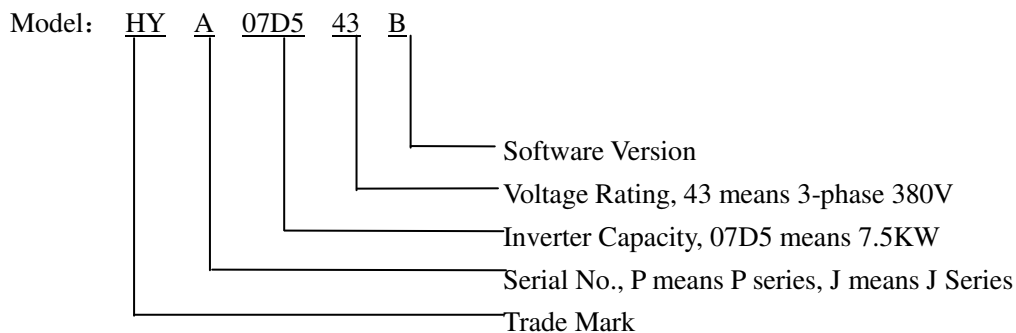 Model： HY A 07D5 43 B
Software Version
Voltage Rating, 43 means 3-phase 380V
Inverter Capacity, 07D5 means 7.5KW
Serial No., P means P series, J means J Series
Trade Mark